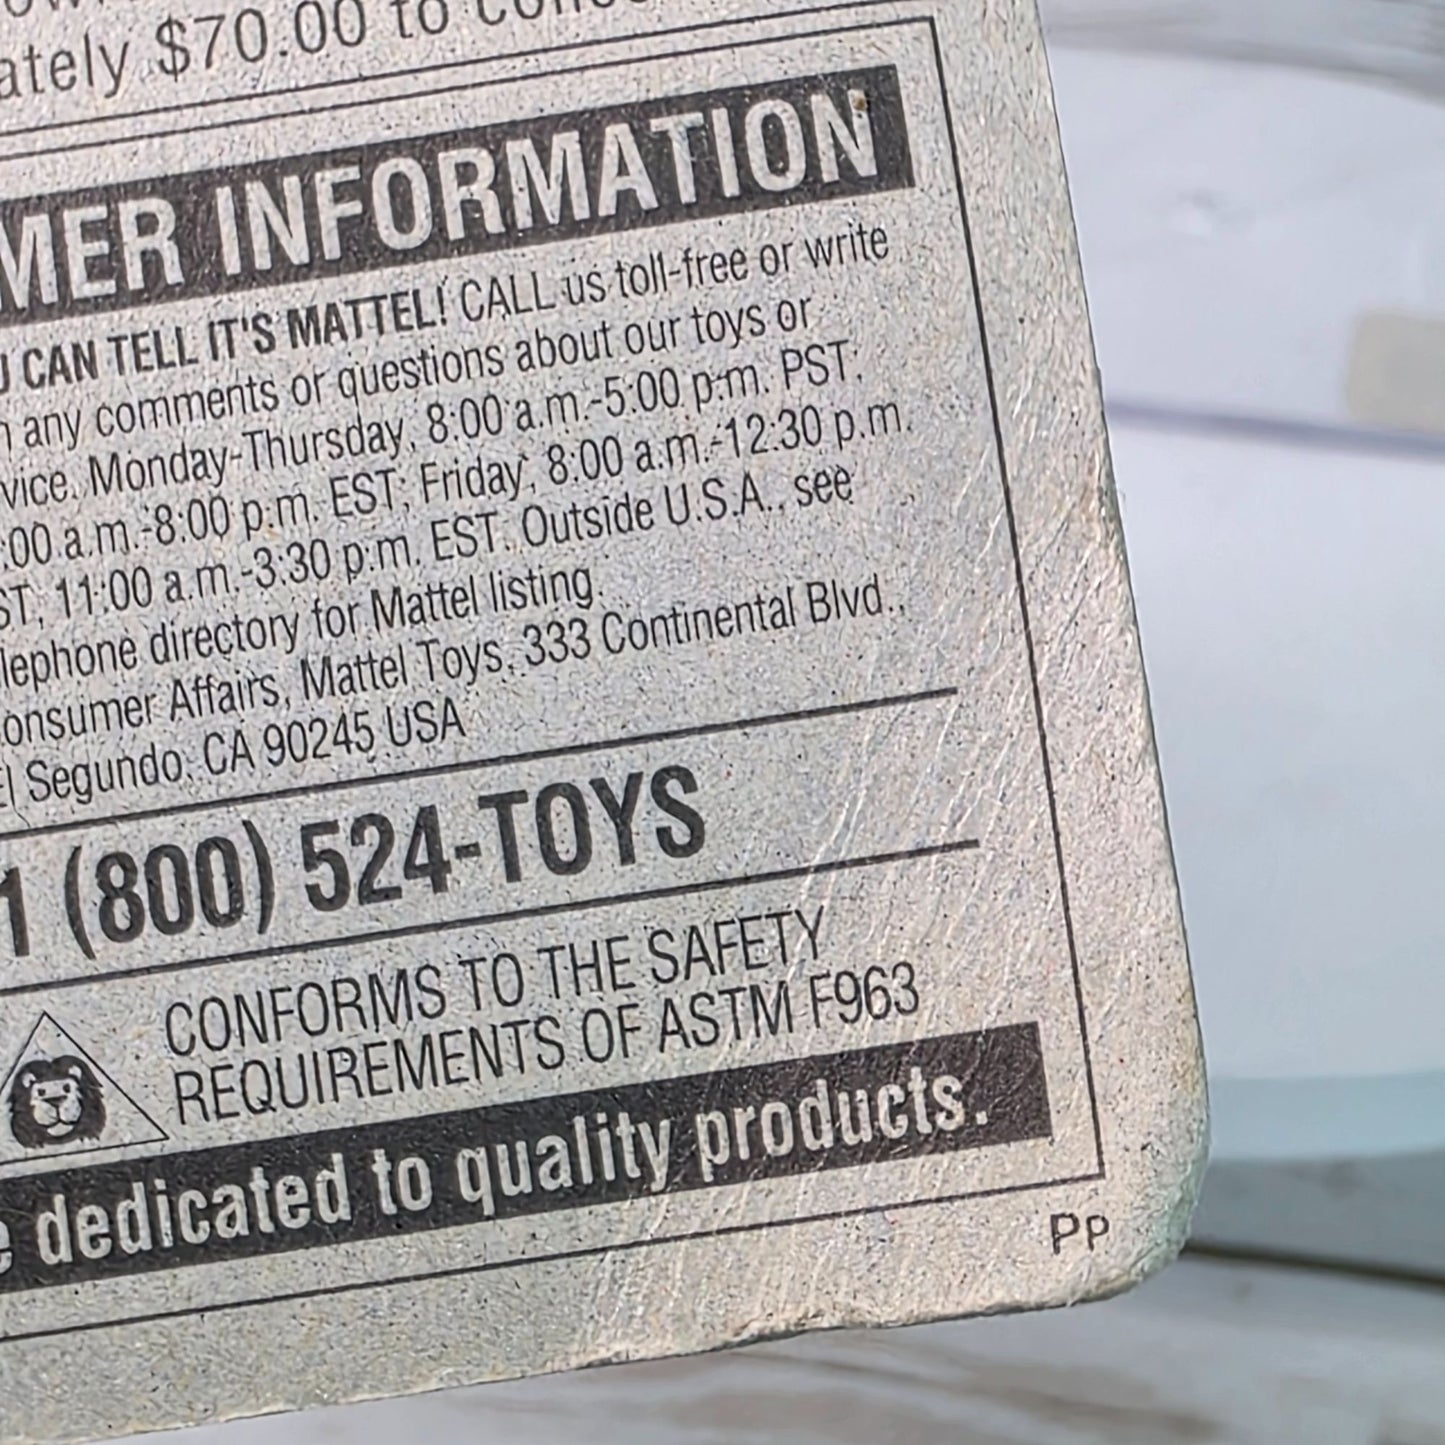 ately $70.00 to
MER INFORMATION
U CAN TELL IT'S MATTEL! CALL us toll-free or write
any comments or questions about our toys or
vice. Monday-Thursday, 8:00 a.m.-5:00 p.m. PST,
:00 a.m.-8:00 p.m. EST; Friday, 8:00 a.m.-12:30 p.m.
ST, 11:00 a.m.-3:30 p.m. EST. Outside U.S.A., see
lephone directory for Mattel listing.
onsumer Affairs, Mattel Toys, 333 Continental Blvd.,
El Segundo, CA 90245 USA
1 (800) 524-TOYS
CONFORMS TO THE SAFETY
REQUIREMENTS OF ASTM F963
e dedicated to quality products.
PP